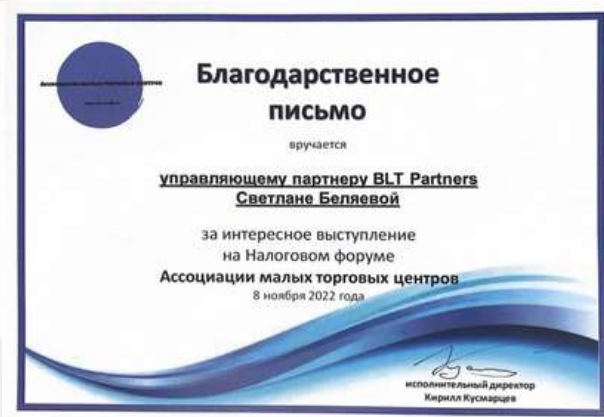 Благодарственное
письмо
вручается
управляющему партнеру BLT Partners
Светлане Беляевой
за интересное выступление
на Налоговом форуме
Ассоциации малых торговых центров
8 ноября 2022 года
исполнительный директор
Кирилл Кусмарцев